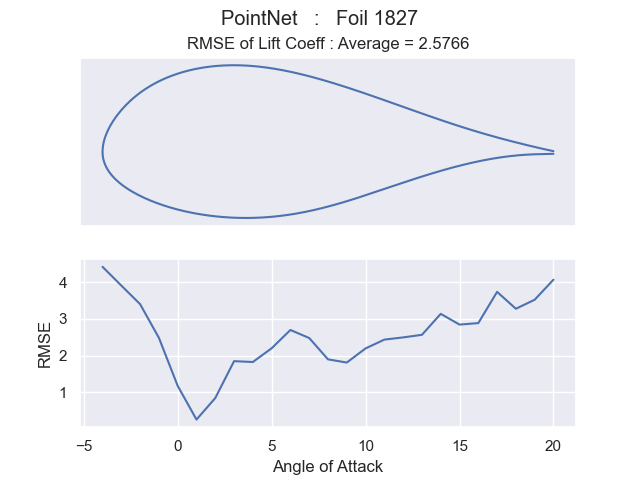 PointNet   :   Foil 1827
RMSE of Lift Coeff : Average = 2.5766
4
3
2
1
RMSE
−5
0
5
10
15
20
Angle of Attack